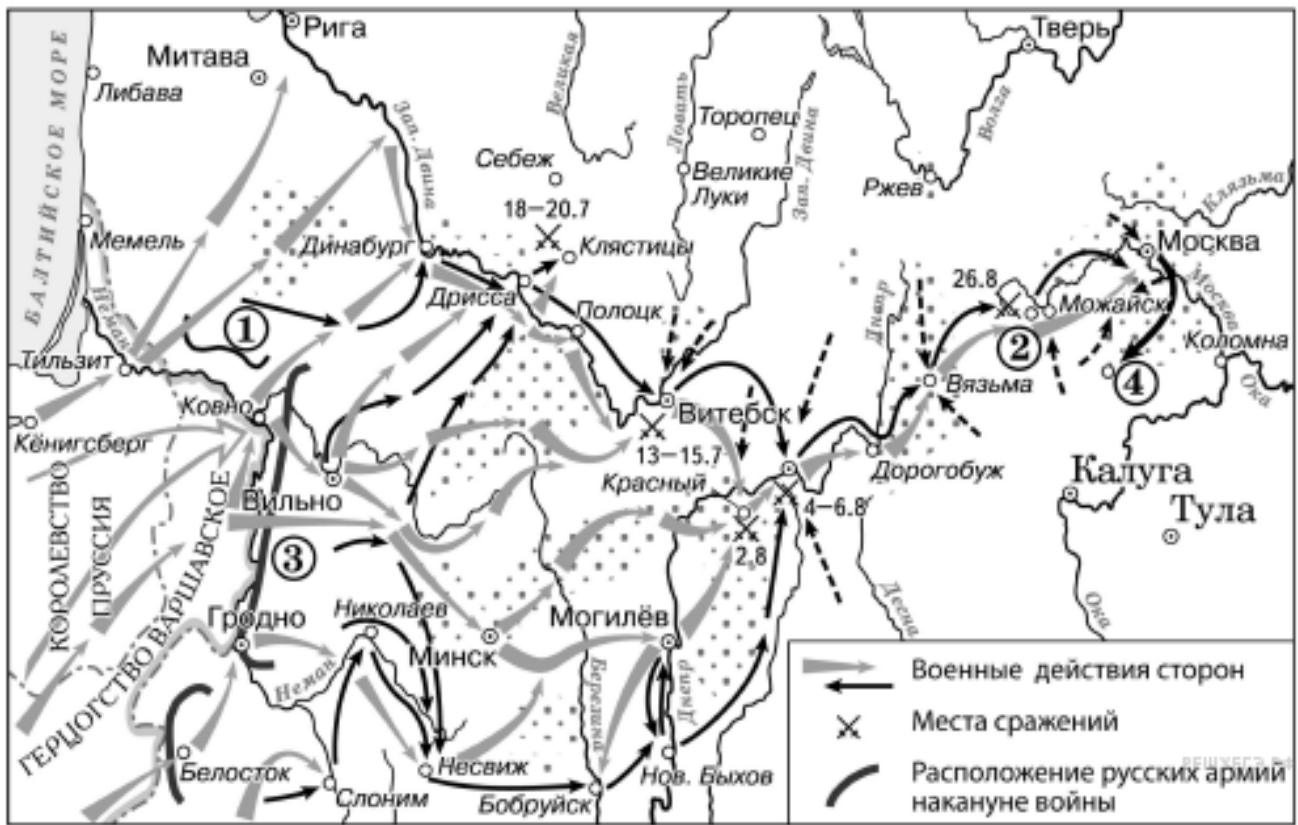 Рига
Тверь
Митава
Либава
БАЛТИЙСКОЕ МОРЕ
Зап. Двина
Великая
Ловать
Торопец
Зап. Двина
Волга
Себеж
Великие
Луки
Ржев
Клязьма
18–20.7
Мемель
Динабург
Клястицы
Москва
Неман
Дрисса
Полоцк
Днепр
26.8
Можайск
Москва
1
2
Тильзит
Коломна
4
Ока
Вязьма
Ковно
Витебск
Кёнигсберг
13–15.7
Дорогобуж
Красный
Калуга
Вильно
4–6.8
Тула
КОРОЛЕВСТВО
ПРУССИЯ
ГЕРЦОГСТВО ВАРШАВСКОЕ
3
2.8
Десна
Ока
Гродно
Николаев
Минск
Могилёв
Неман
Березина
Днепр
Белосток
Слоним
Несвиж
Бобруйск
Нов. Быхов
Военные действия сторон
Места сражений
Расположение русских армий
накануне войны
РЕШУЕГЭ.РФ